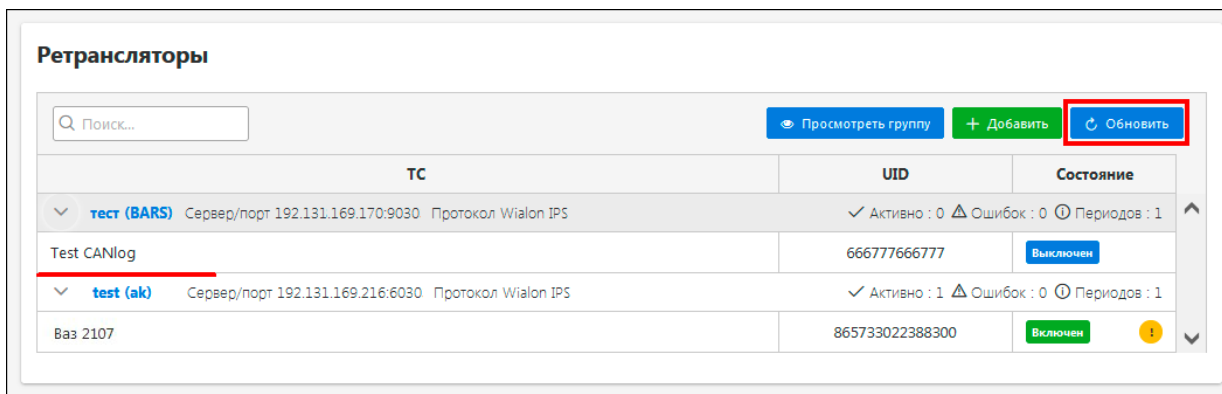 Ретрансляторы
Поиск... Просмотреть группу + Добавить Обновить
ТС UID Состояние
тест (BARS) Сервер/порт 192.131.169.170:9030 Протокол Wialon IPS Активно : 0 Ошибок : 0 Периодов : 1
Test CANlog 666777666777 Выключен
test (ak) Сервер/порт 192.131.169.216:6030 Протокол Wialon IPS Активно : 1 Ошибок : 0 Периодов : 1
Ваз 2107 865733022388300 Включен !